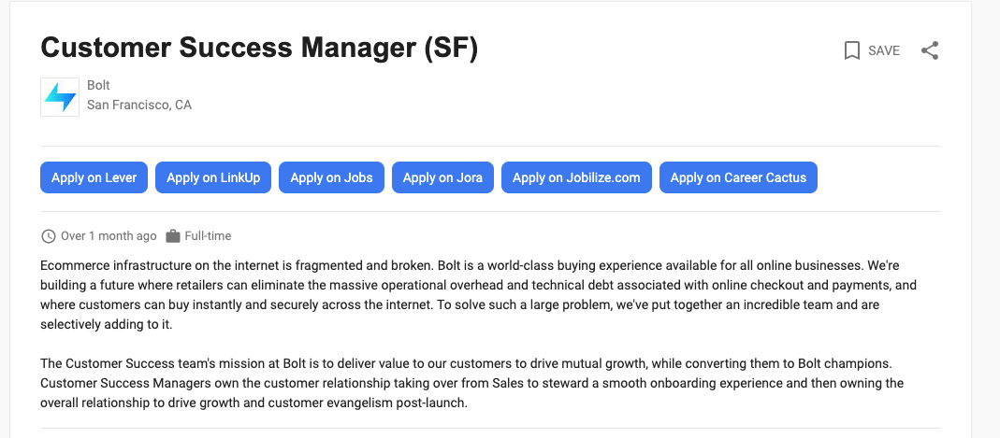 Customer Success Manager (SF)
SAVE
Bolt
San Francisco, CA
Apply on Lever
Apply on LinkUp
Apply on Jobs
Apply on Jora
Apply on Jobilize.com
Apply on Career Cactus
Over 1 month ago
Full-time
Ecommerce infrastructure on the internet is fragmented and broken. Bolt is a world-class buying experience available for all online businesses. We're
building a future where retailers can eliminate the massive operational overhead and technical debt associated with online checkout and payments, and
where customers can buy instantly and securely across the internet. To solve such a large problem, we've put together an incredible team and are
selectively adding to it.
The Customer Success team's mission at Bolt is to deliver value to our customers to drive mutual growth, while converting them to Bolt champions.
Customer Success Managers own the customer relationship taking over from Sales to steward a smooth onboarding experience and then owning the
overall relationship to drive growth and customer evangelism post-launch.